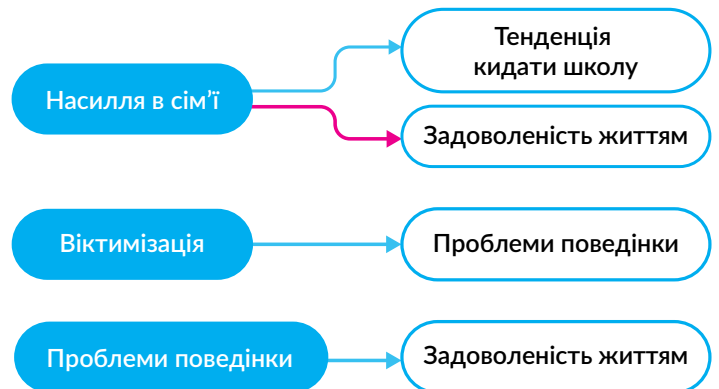 Тенденція
кидати школу
Насилля в сім’ї
Задоволеність життям
Віктимізація
Проблеми поведінки
Проблеми поведінки
Задоволеність життям